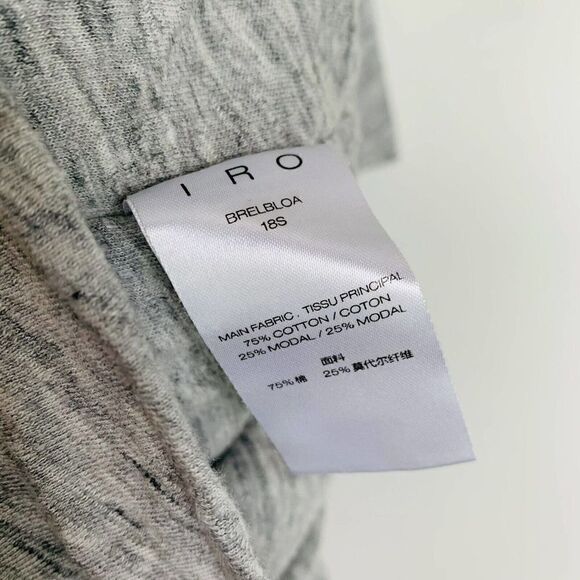 IRO
BRELBLOA
18S
MAIN FABRIC . TISSU PRINCIPAL
75% COTTON / COTON
25% MODAL / 25% MODAL
面料
75% 棉 25% 莫代尔纤维